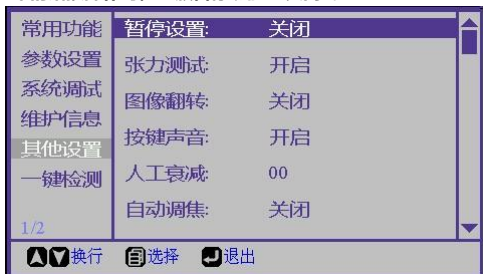 常用功能
参数设置
系统调试
维护信息
其他设置
一键检测
1/2
暂停设置: 关闭
张力测试: 开启
图像翻转: 关闭
按键声音: 开启
人工衰减: 00
自动调焦: 关闭
换行 选择 退出